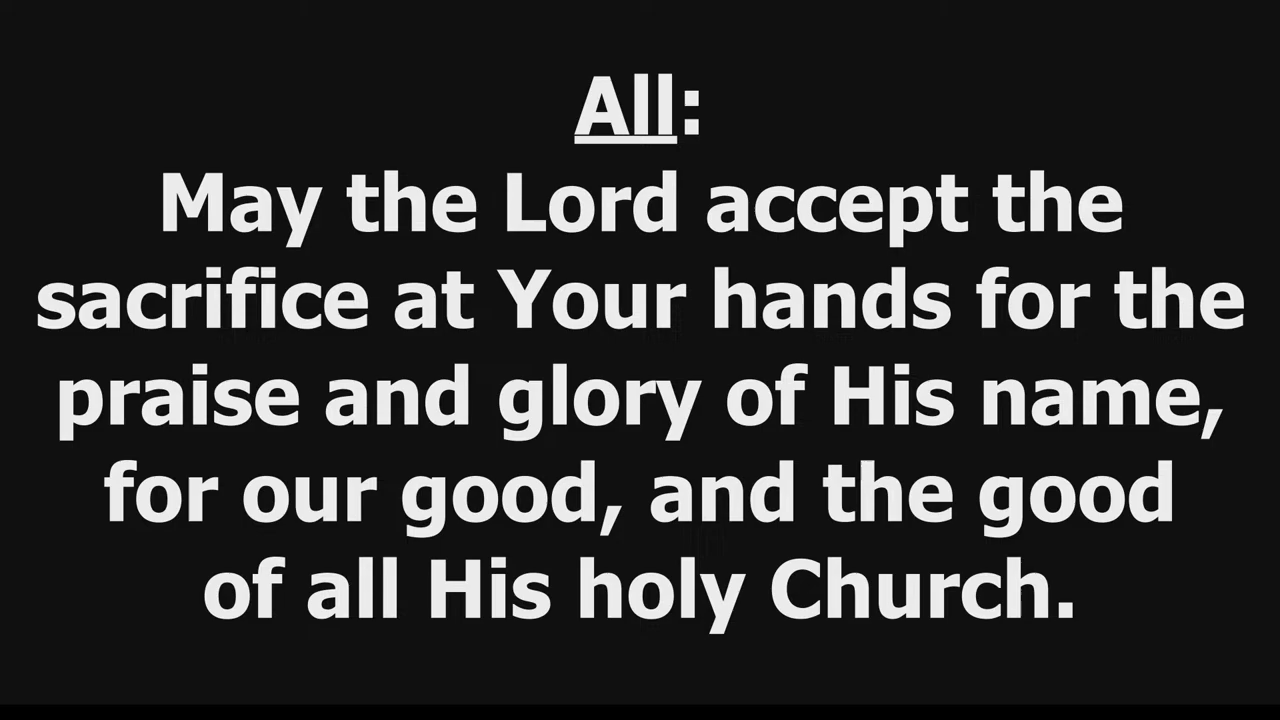 All:
May the Lord accept the
sacrifice at Your hands for the
praise and glory of His name,
for our good, and the good
of all His holy Church.